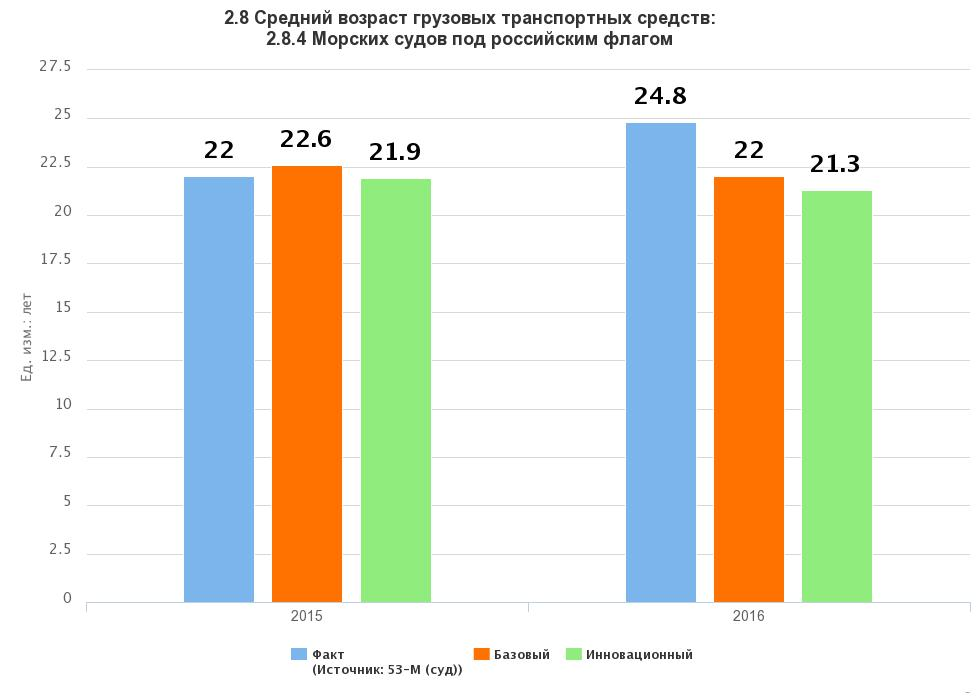 2.8 Средний возраст грузовых транспортных средств:
2.8.4 Морских судов под российским флагом
27.5
25
22.5
20
17.5
15
12.5
10
7.5
5
2.5
0
Ед. изм.: лет
22
22.6
21.9
24.8
22
21.3
2015
2016
Факт
(Источник: 53-М (суд))
Базовый
Инновационный